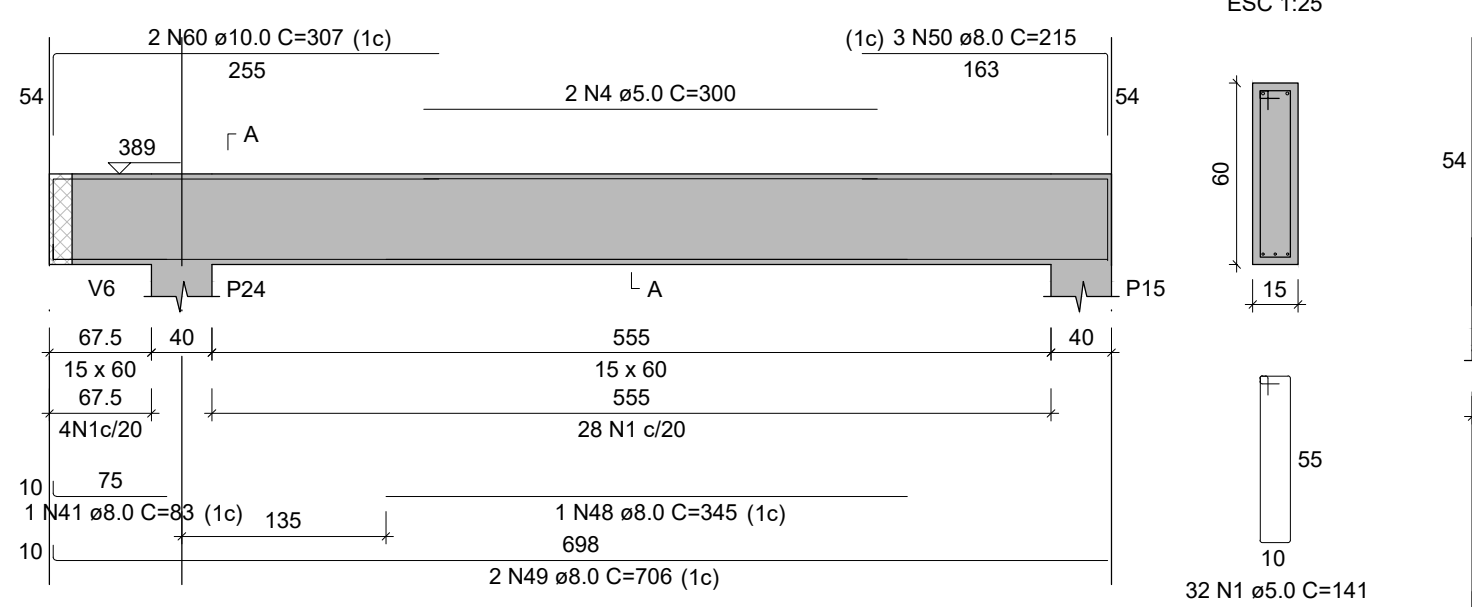 ESC 1:25
2 N60 ø10.0 C=307 (1c)
(1c) 3 N50 ø8.0 C=215
255
163
54
2 N4 ø5.0 C=300
54
A
389
60
54
V6
P24
A
P15
15
67.5
40
555
40
15 x 60
15 x 60
67.5
555
4N1c/20
28 N1 c/20
55
10
75
1 N41 ø8.0 C=83 (1c)
135
1 N48 ø8.0 C=345 (1c)
10
698
10
2 N49 ø8.0 C=706 (1c)
32 N1 ø5.0 C=141